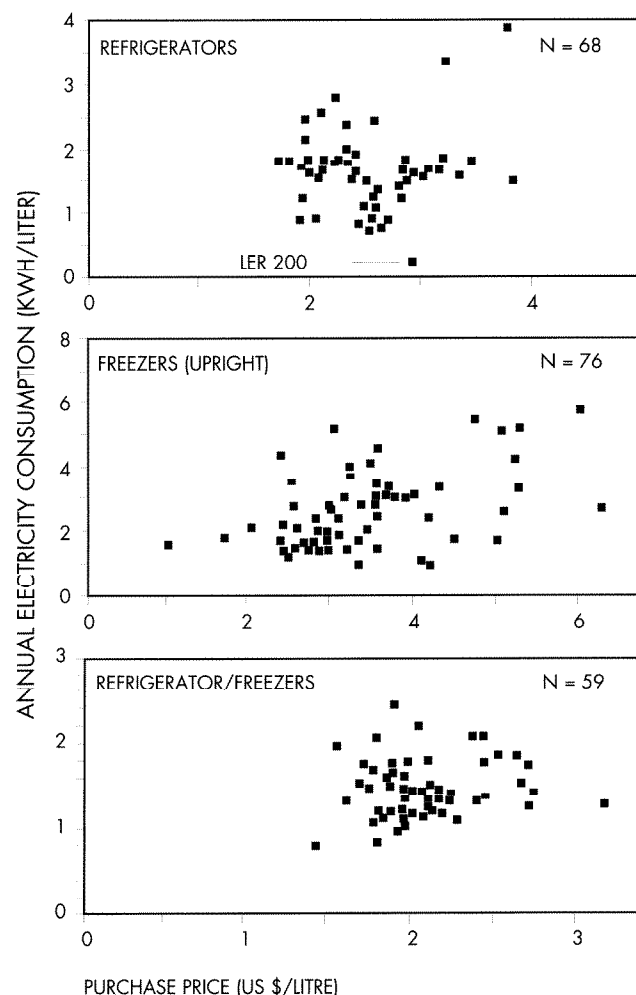 ANNUAL ELECTRICITY CONSUMPTION (KWH/LITER)
4
REFRIGERATORS N = 68
3
2
1
LER 200
0
0 2 4
8
FREEZERS (UPRIGHT) N = 76
6
4
2
0
0 2 4 6
3
REFRIGERATOR/FREEZERS N = 59
2
1
0
0 1 2 3
PURCHASE PRICE (US $/LITRE)